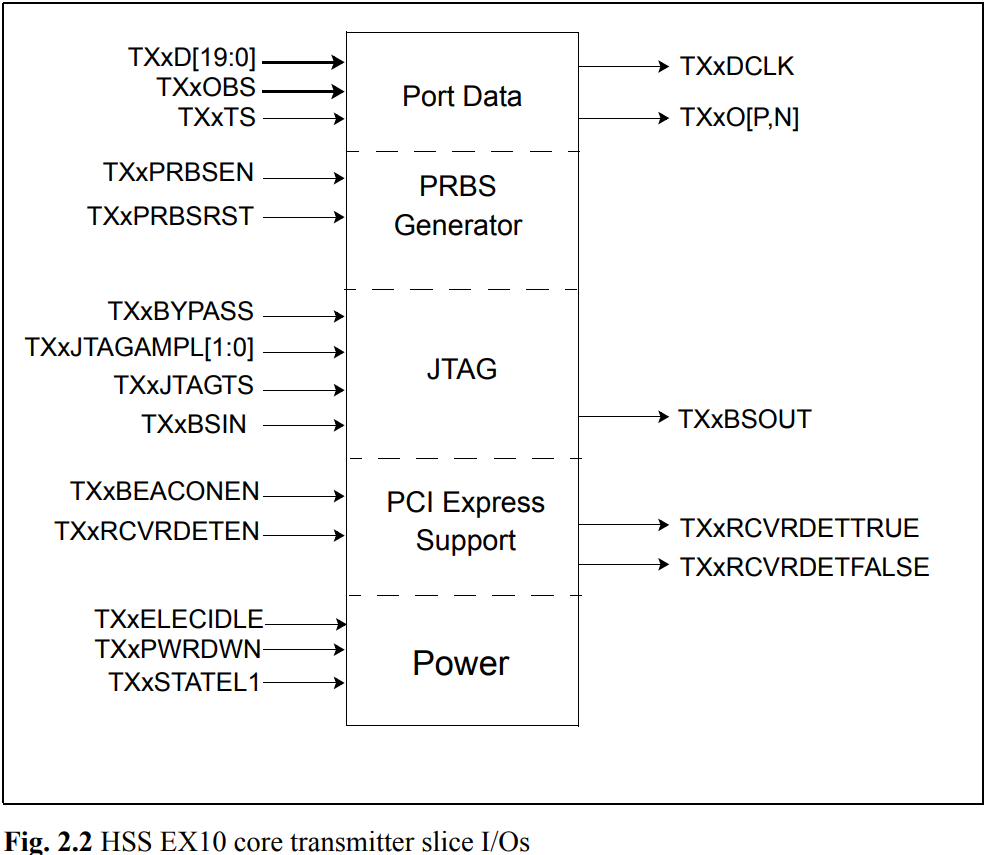 TXxD[19:0]
TXxOBS
TXxTS
Port Data
TXxDCLK
TXxO[P,N]
TXxPRBSEN
TXxPRBSRST
PRBS
Generator
TXxBYPASS
TXxJTAGAMPL[1:0]
TXxJTAGTS
TXxBSIN
JTAG
TXxBSOUT
TXxBEACONEN
TXxRCVRDETEN
PCI Express
Support
TXxRCVRDETTRUE
TXxRCVRDETFALSE
TXxELECIDLE
TXxPWRDWN
TXxSTATEL1
Power
Fig. 2.2 HSS EX10 core transmitter slice I/Os